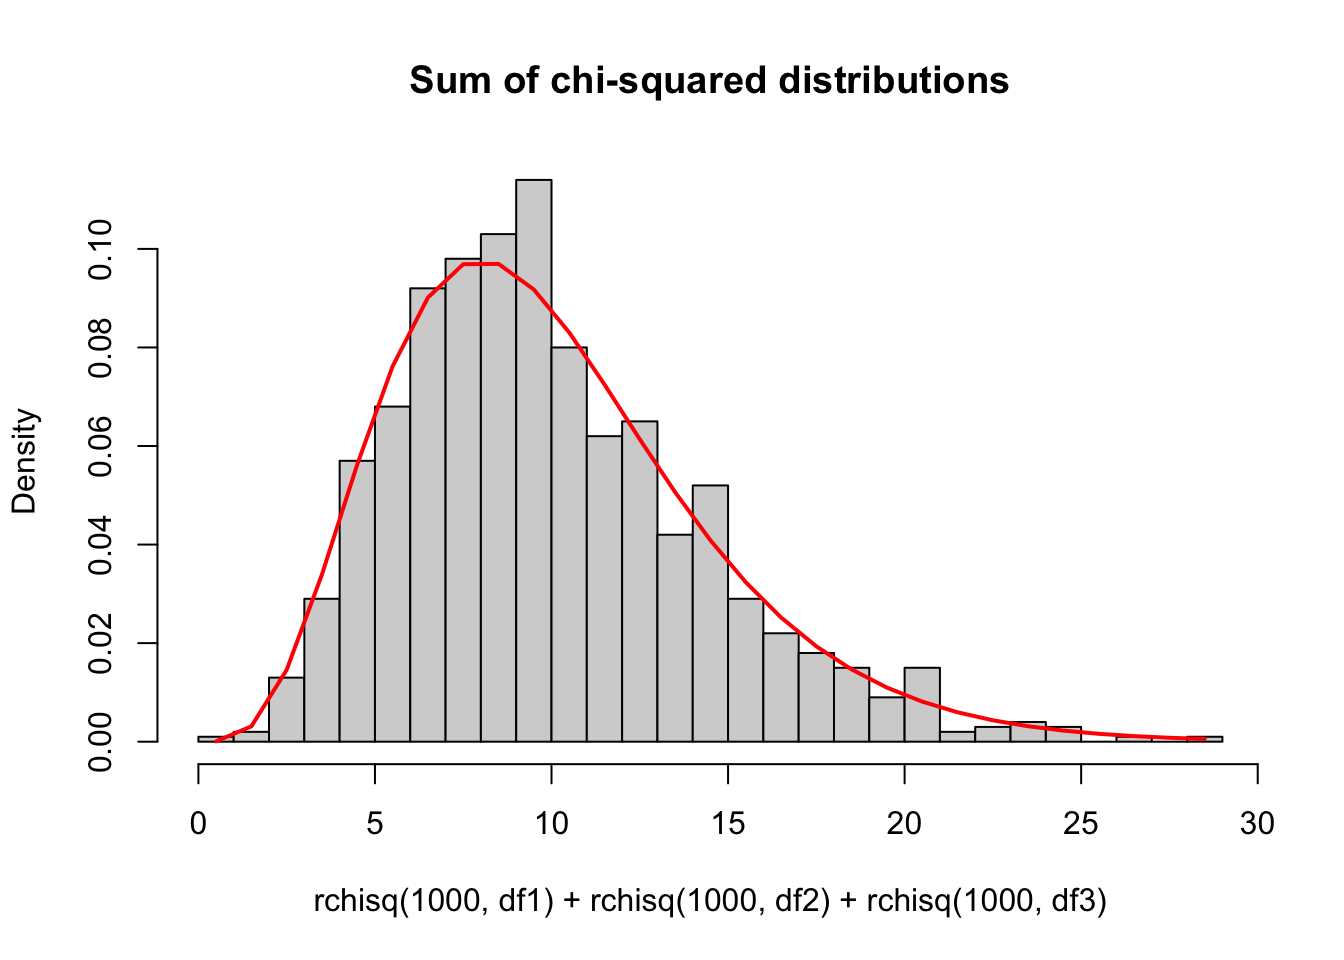 Sum of chi-squared distributions
Density
0.10
0.08
0.06
0.04
0.02
0.00
0 5 10 15 20 25 30
rchisq(1000, df1) + rchisq(1000, df2) + rchisq(1000, df3)